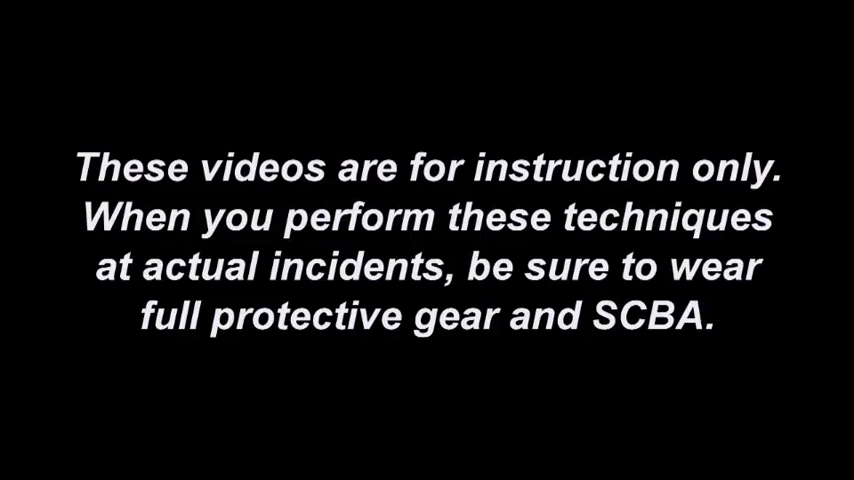 These videos are for instruction only.
When you perform these techniques
at actual incidents, be sure to wear
full protective gear and SCBA.